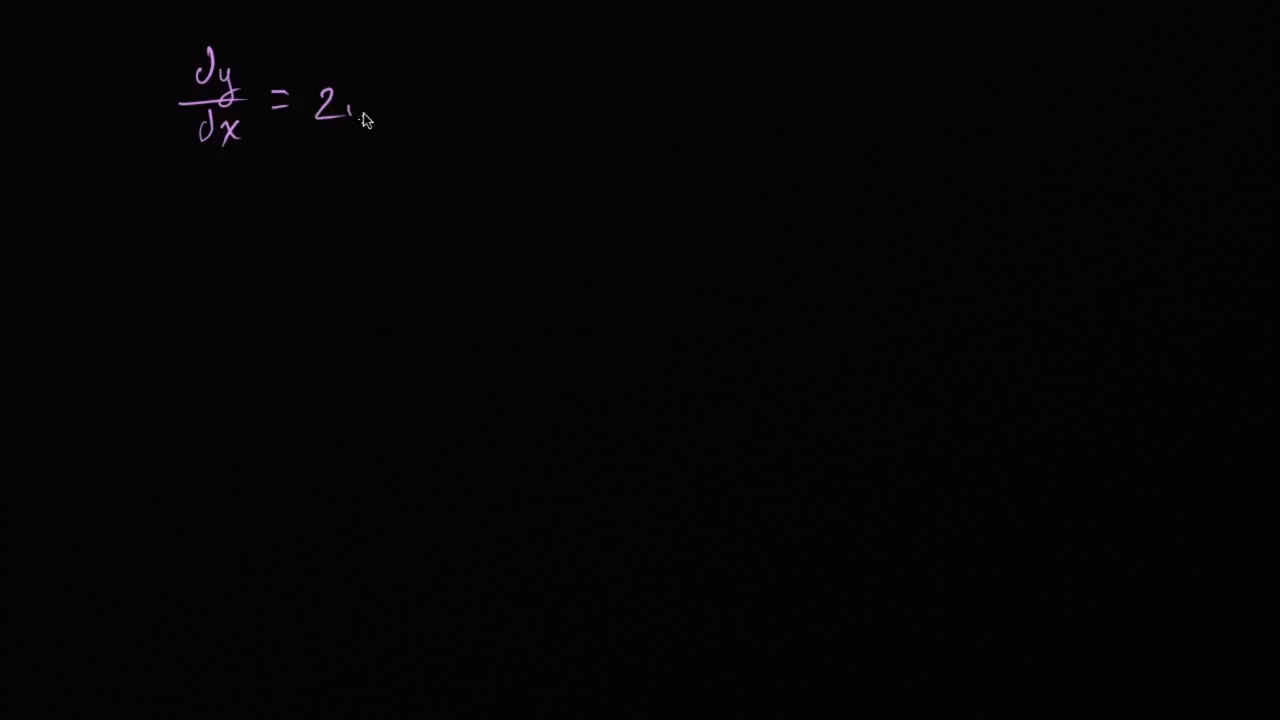 dy/dx = 2